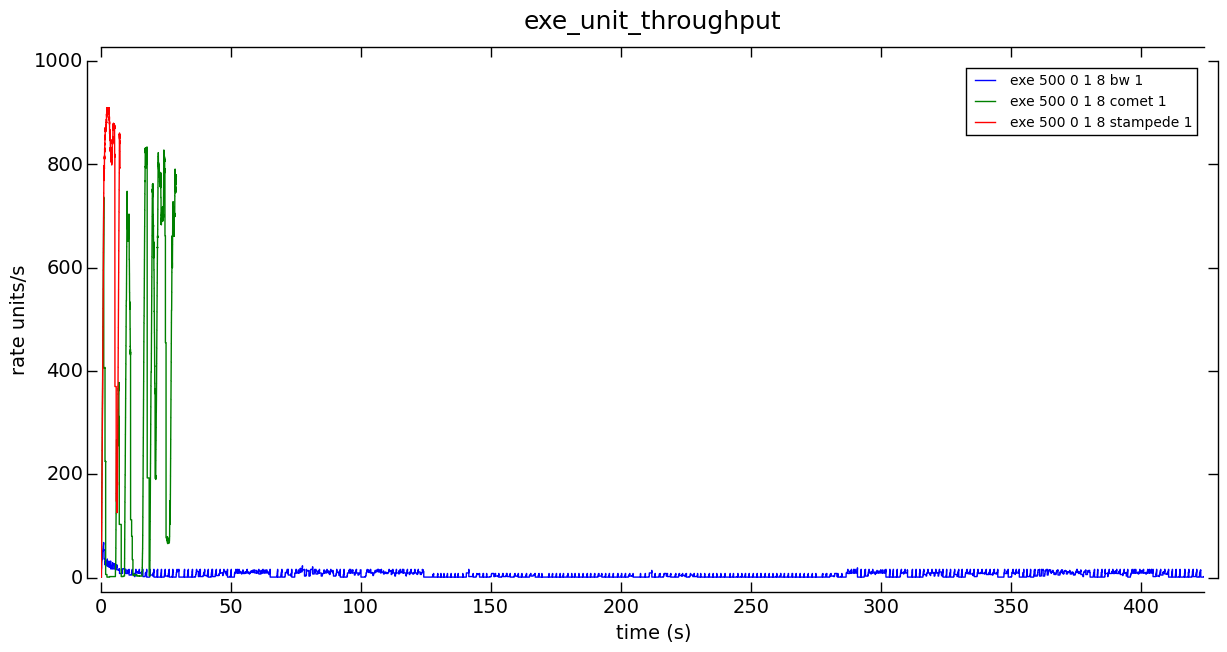 exe_unit_throughput
1000
800
600
400
200
0
rate units/s
exe 500 0 1 8 bw 1
exe 500 0 1 8 comet 1
exe 500 0 1 8 stampede 1
0 50 100 150 200 250 300 350 400
time (s)